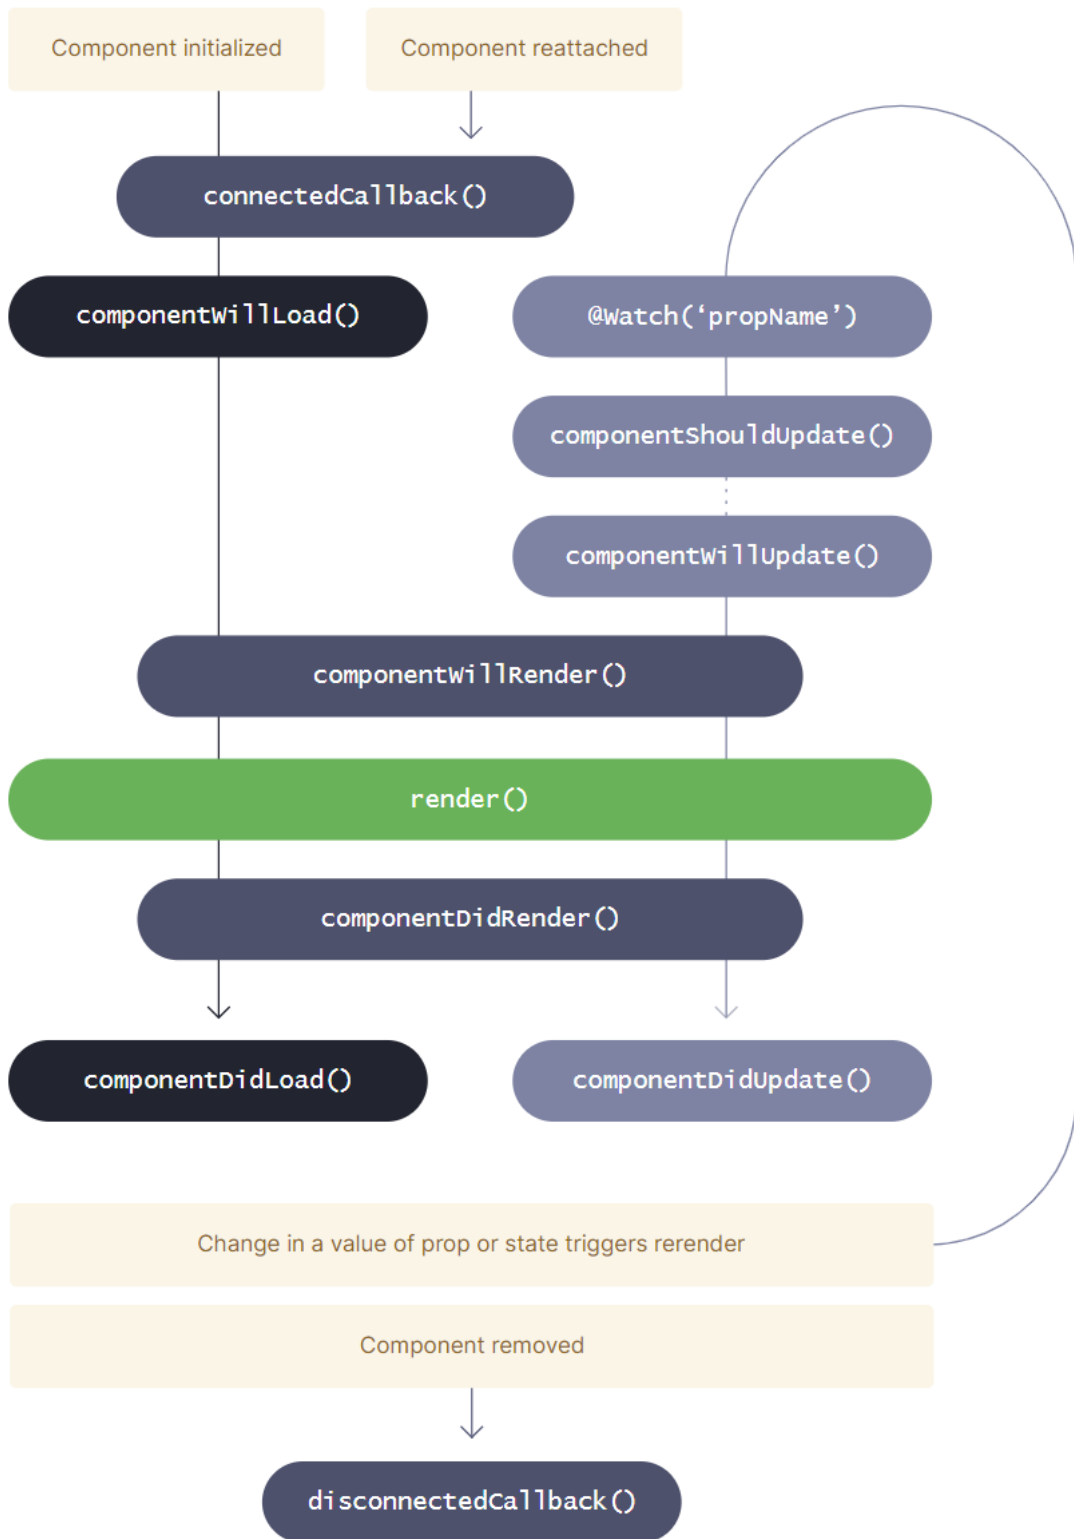 Component initialized
Component reattached
connectedCallback()
componentWillLoad()
@Watch(‘propName’)
componentShouldUpdate()
componentWillUpdate()
componentWillRender()
render()
componentDidRender()
componentDidLoad()
componentDidUpdate()
Change in a value of prop or state triggers rerender
Component removed
disconnectedCallback()